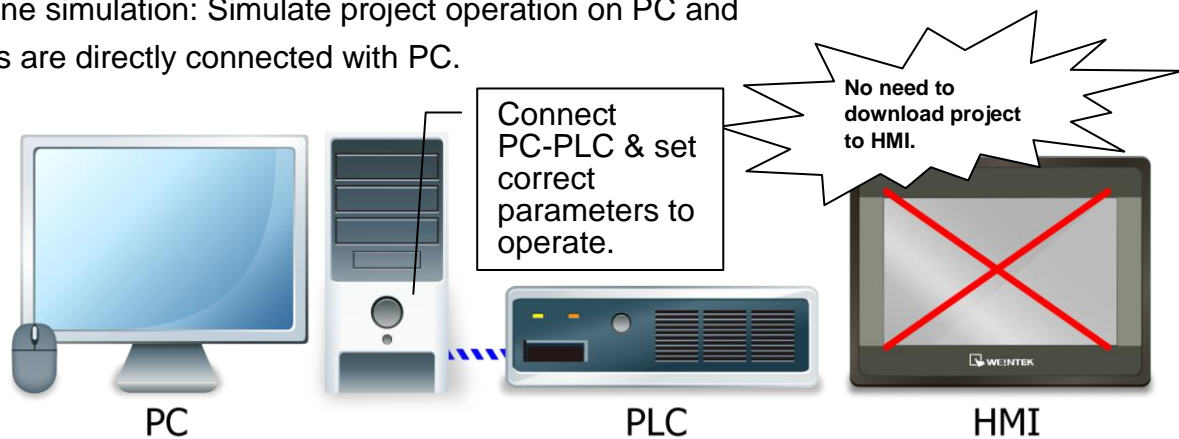 ne simulation: Simulate project operation on PC and
s are directly connected with PC.
No need to
download project
to HMI.
Connect
PC-PLC & set
correct
parameters to
operate.
WEINTEK
PC
PLC
HMI